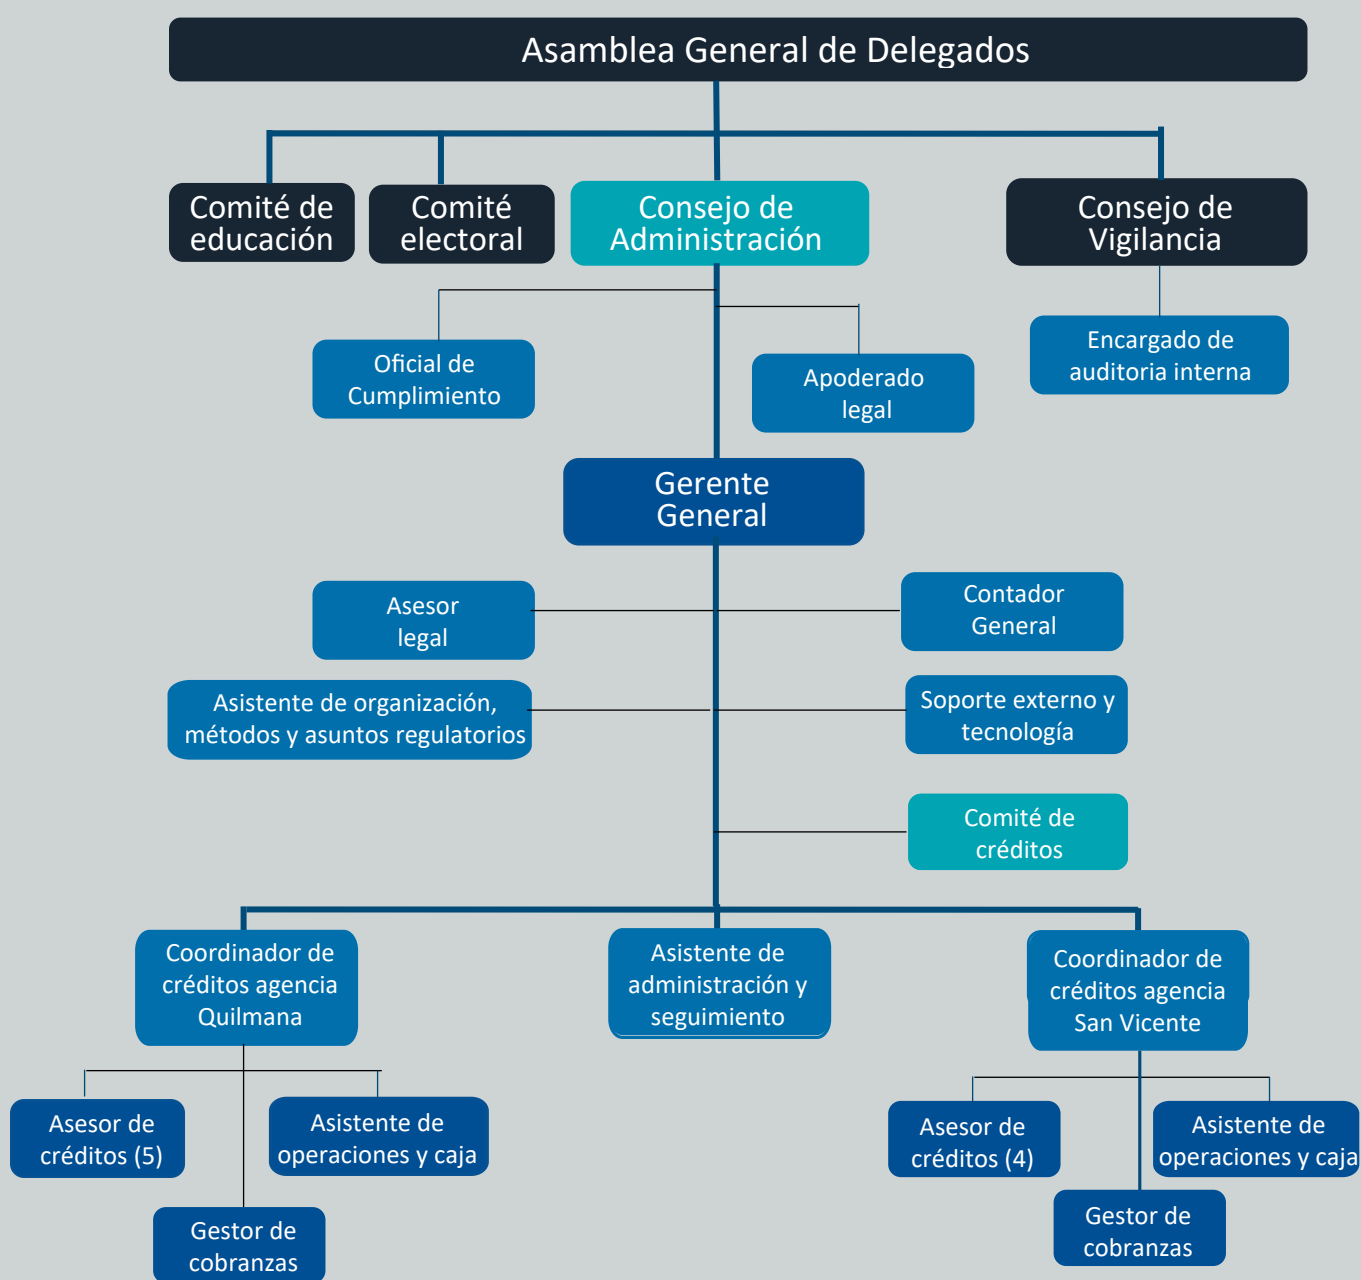 Asamblea General de Delegados
Comité de
educación
Comité
electoral
Consejo de
Administración
Consejo de
Vigilancia
Oficial de
Cumplimiento
Apoderado
legal
Encargado de
auditoria interna
Gerente
General
Asesor
legal
Contador
General
Asistente de organización,
métodos y asuntos regulatorios
Soporte externo y
tecnología
Comité de
créditos
Coordinador de
créditos agencia
Quilmana
Asistente de
administración y
seguimiento
Coordinador de
créditos agencia
San Vicente
Asesor de
créditos (5)
Asistente de
operaciones y caja
Gestor de
cobranzas
Asesor de
créditos (4)
Asistente de
operaciones y caja
Gestor de
cobranzas